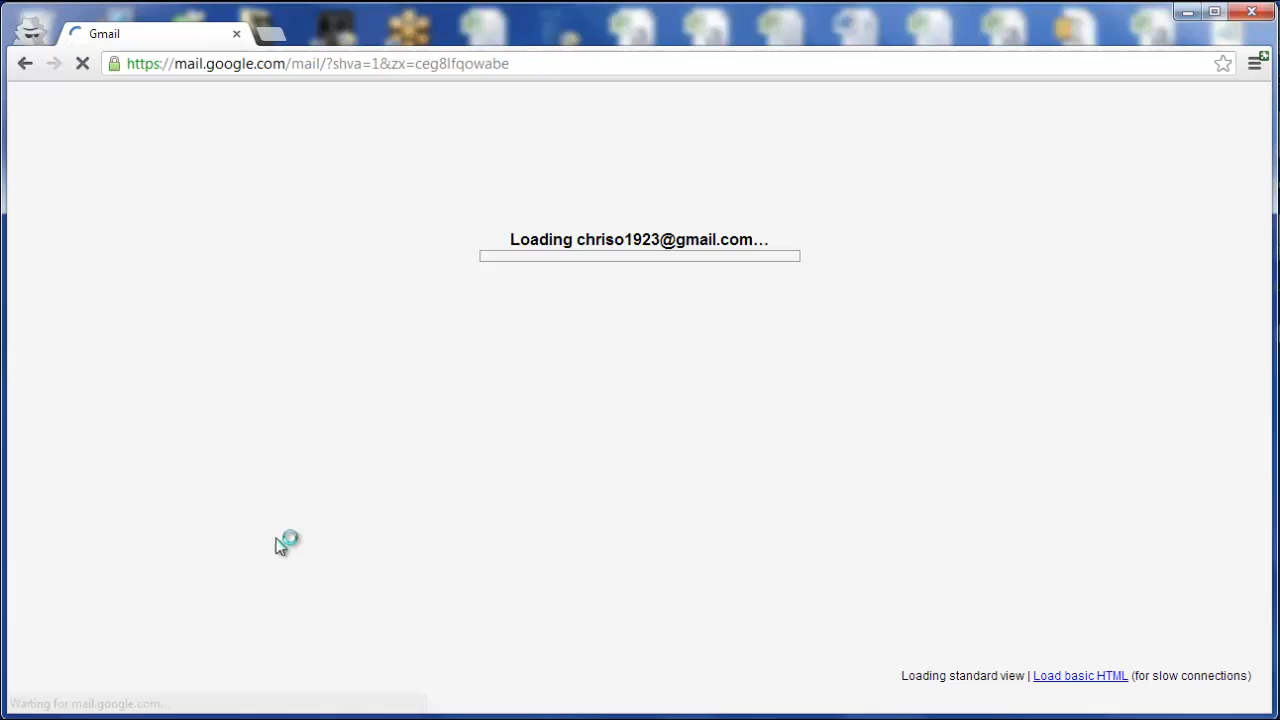 Gmail
https://mail.google.com/mail/?shva=1&zx=ceg8lfqowabe
Loading chriso1923@gmail.com…
Loading standard view | Load basic HTML (for slow connections)
Waiting for mail.google.com...